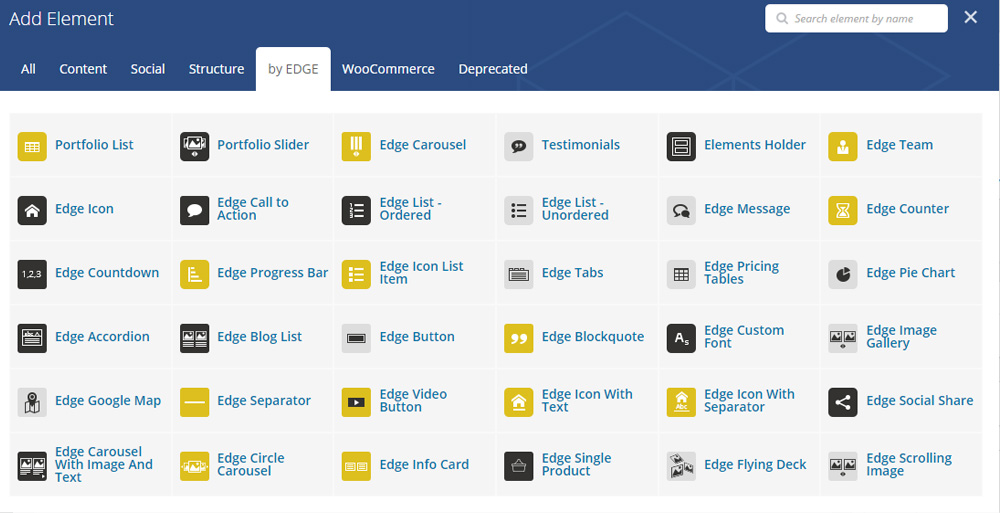 Add Element
Search element by name
All Content Social Structure by EDGE WooCommerce Deprecated
Portfolio List
Portfolio Slider
Edge Carousel
Testimonials
Elements Holder
Edge Team
Edge Icon
Edge Call to
Action
Edge List -
Ordered
Edge List -
Unordered
Edge Message
Edge Counter
1,2,3
Edge Countdown
Edge Progress Bar
Edge Icon List
Item
Edge Tabs
Edge Pricing
Tables
Edge Pie Chart
Edge Accordion
Edge Blog List
Edge Button
Edge Blockquote
As
Edge Custom
Font
Edge Image
Gallery
Edge Google Map
Edge Separator
Edge Video
Button
Edge Icon With
Text
Abc
Edge Icon With
Separator
Edge Social Share
Edge Carousel
With Image And
Text
Edge Circle
Carousel
Edge Info Card
Edge Single
Product
Edge Flying Deck
Edge Scrolling
Image